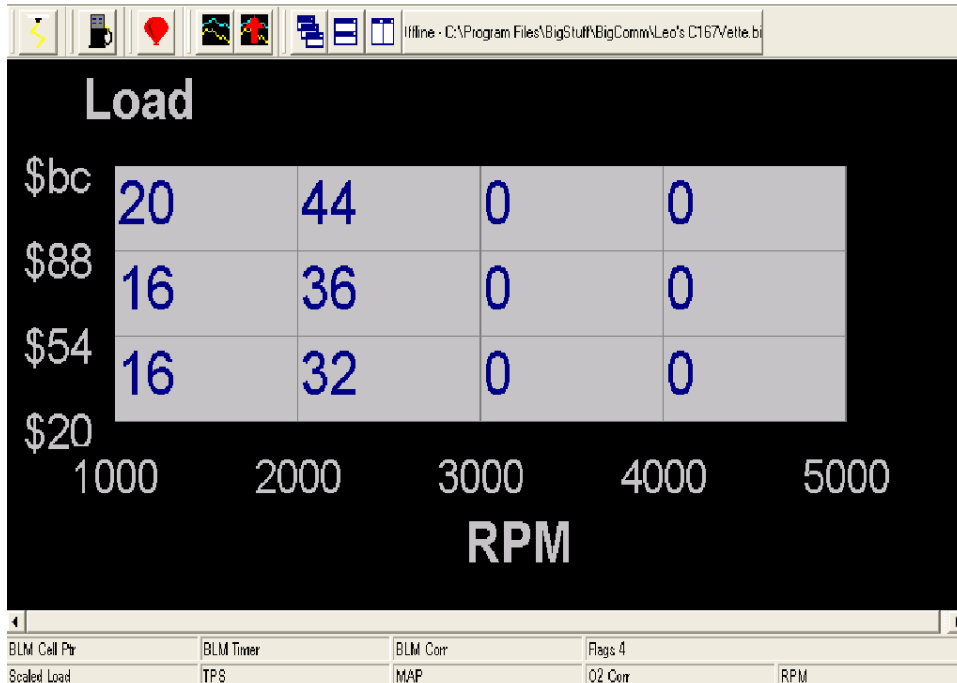 Offline - C:\Program Files\BigStuff\BigComm\Leo's C167Vette.bi
Load
$bc
20 44 0 0
$88
16 36 0 0
$54
16 32 0 0
$20
1000 2000 3000 4000 5000
RPM
BLM Cell Ptr BLM Timer BLM Corr Flags 4
Scaled Load TPS MAP O2 Corr RPM